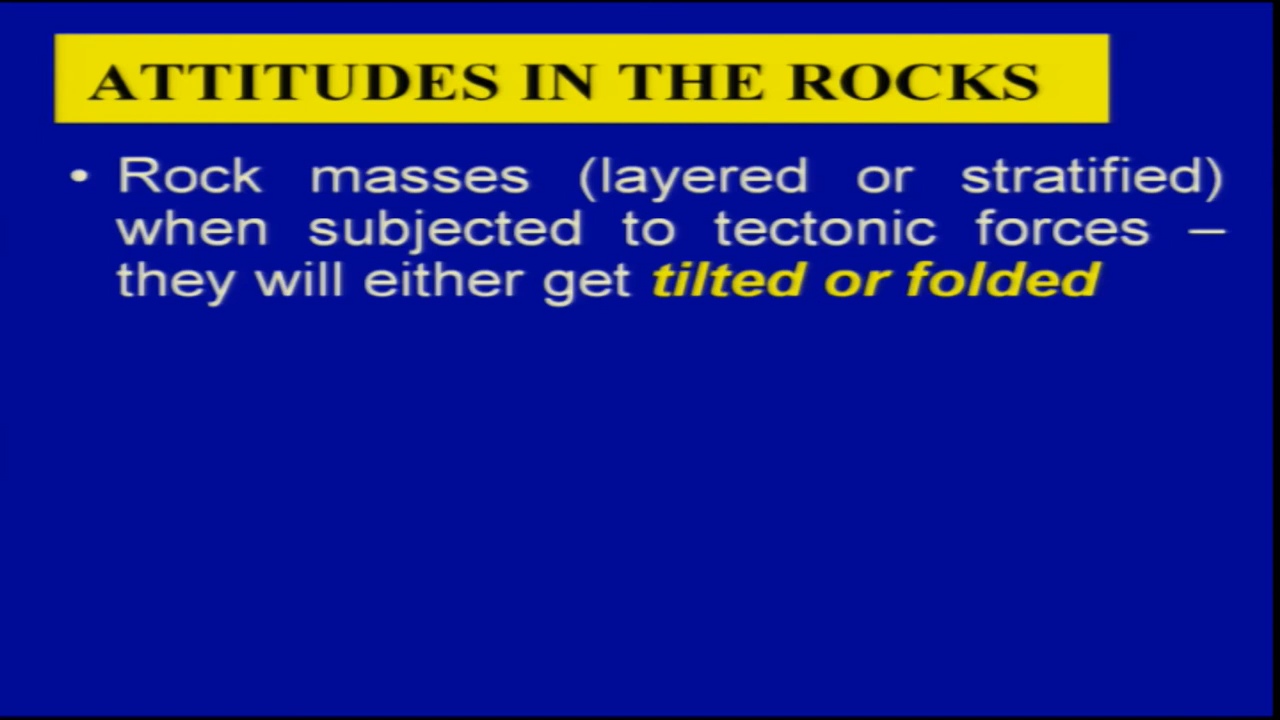 ATTITUDES IN THE ROCKS
• Rock masses (layered or stratified)
when subjected to tectonic forces –
they will either get tilted or folded